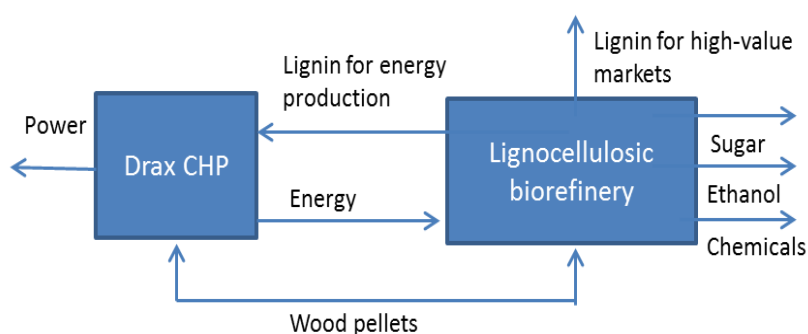 Lignin for high-value
markets
Lignin for energy
production
Power
Drax CHP
Lignocellulosic
biorefinery
Sugar
Energy
Ethanol
Chemicals
Wood pellets